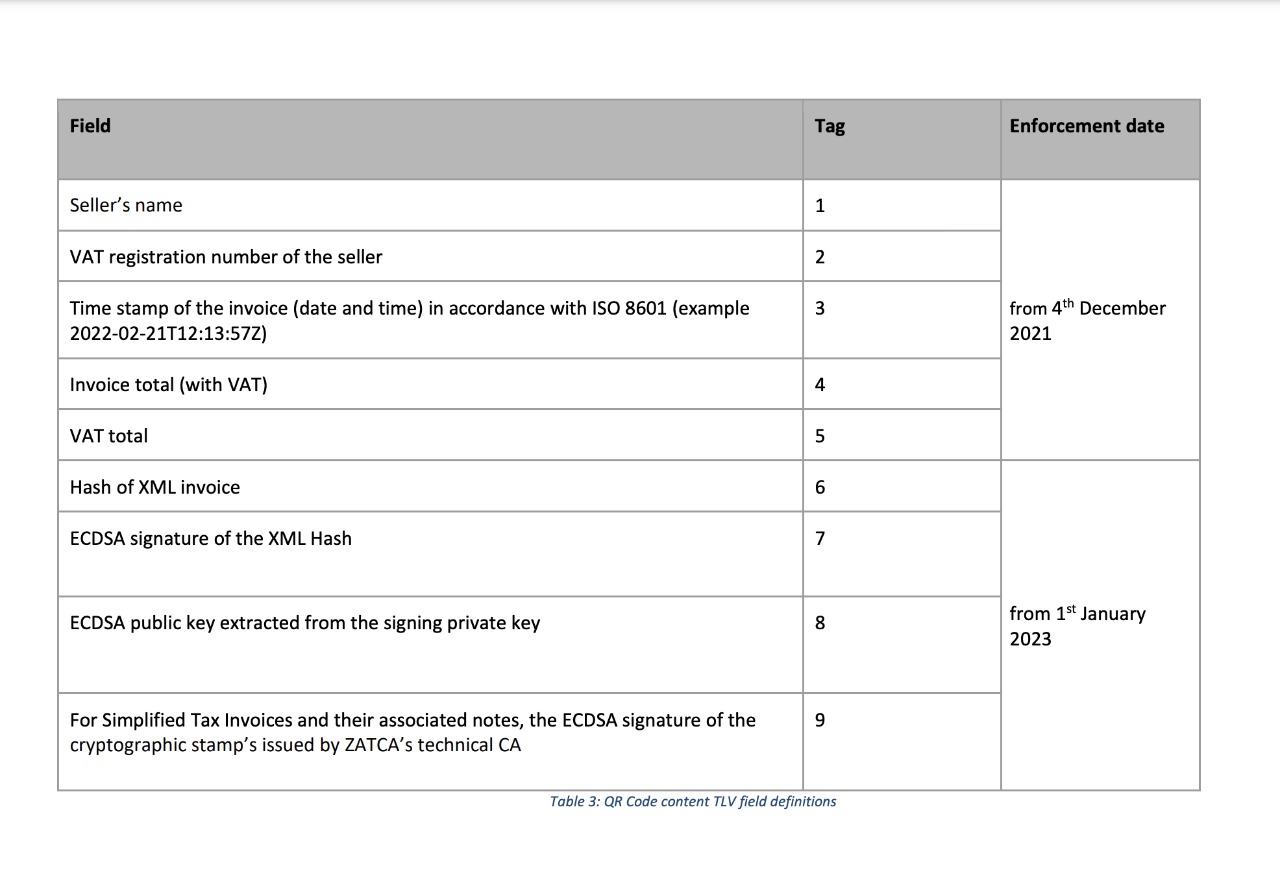 Field Tag Enforcement date
Seller’s name 1
VAT registration number of the seller 2
Time stamp of the invoice (date and time) in accordance with ISO 8601 (example 3
2022-02-21T12:13:57Z)
from 4th December
2021
Invoice total (with VAT) 4
VAT total 5
Hash of XML invoice 6
ECDSA signature of the XML Hash 7
ECDSA public key extracted from the signing private key 8
from 1st January
2023
For Simplified Tax Invoices and their associated notes, the ECDSA signature of the 9
cryptographic stamp’s issued by ZATCA’s technical CA
Table 3: QR Code content TLV field definitions